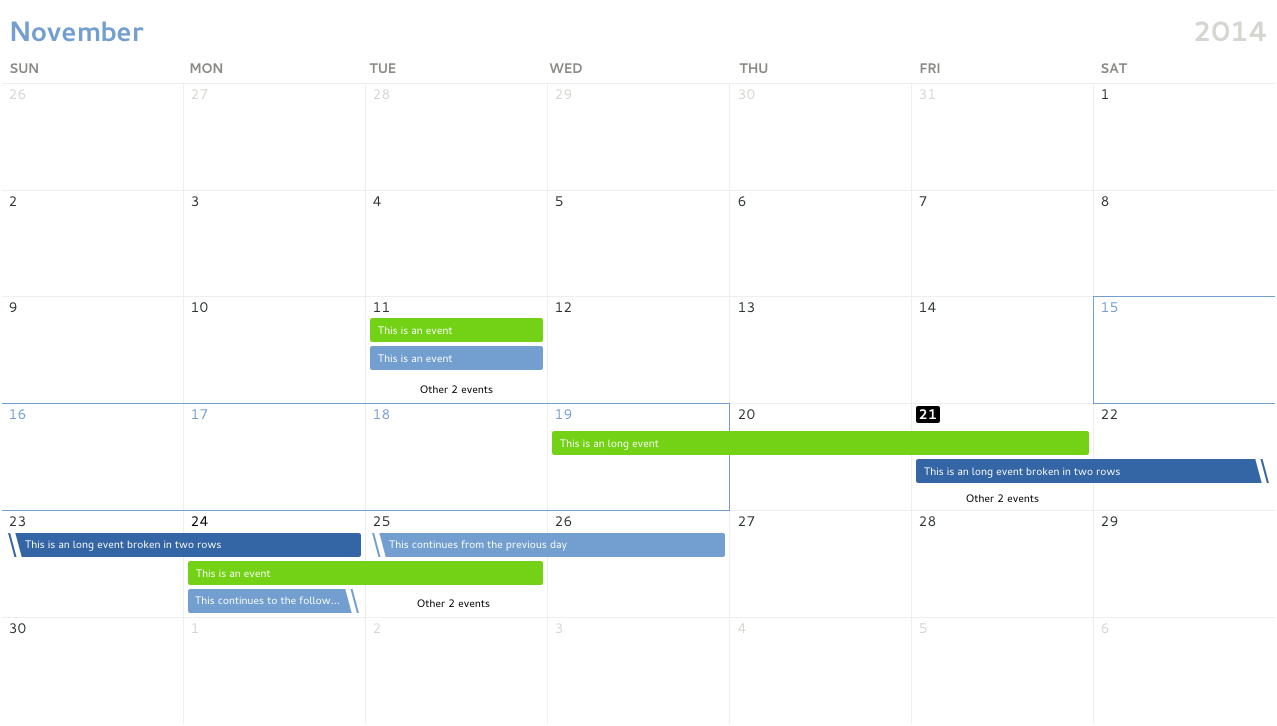 November 2014
SUN MON TUE WED THU FRI SAT
26 27 28 29 30 31 1
2 3 4 5 6 7 8
9 10 11 12 13 14 15
This is an event
This is an event
Other 2 events
16 17 18 19 20 21 22
This is an long event
This is an long event broken in two rows
Other 2 events
23 24 25 26 27 28 29
This is an long event broken in two rows This continues from the previous day
This is an event
This continues to the follow... Other 2 events
30 1 2 3 4 5 6